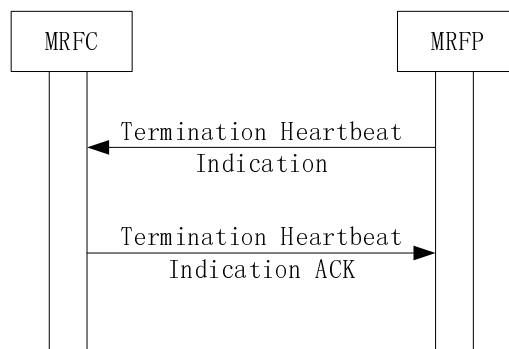 MRFC
MRFP
Termination Heartbeat
Indication
Termination Heartbeat
Indication ACK